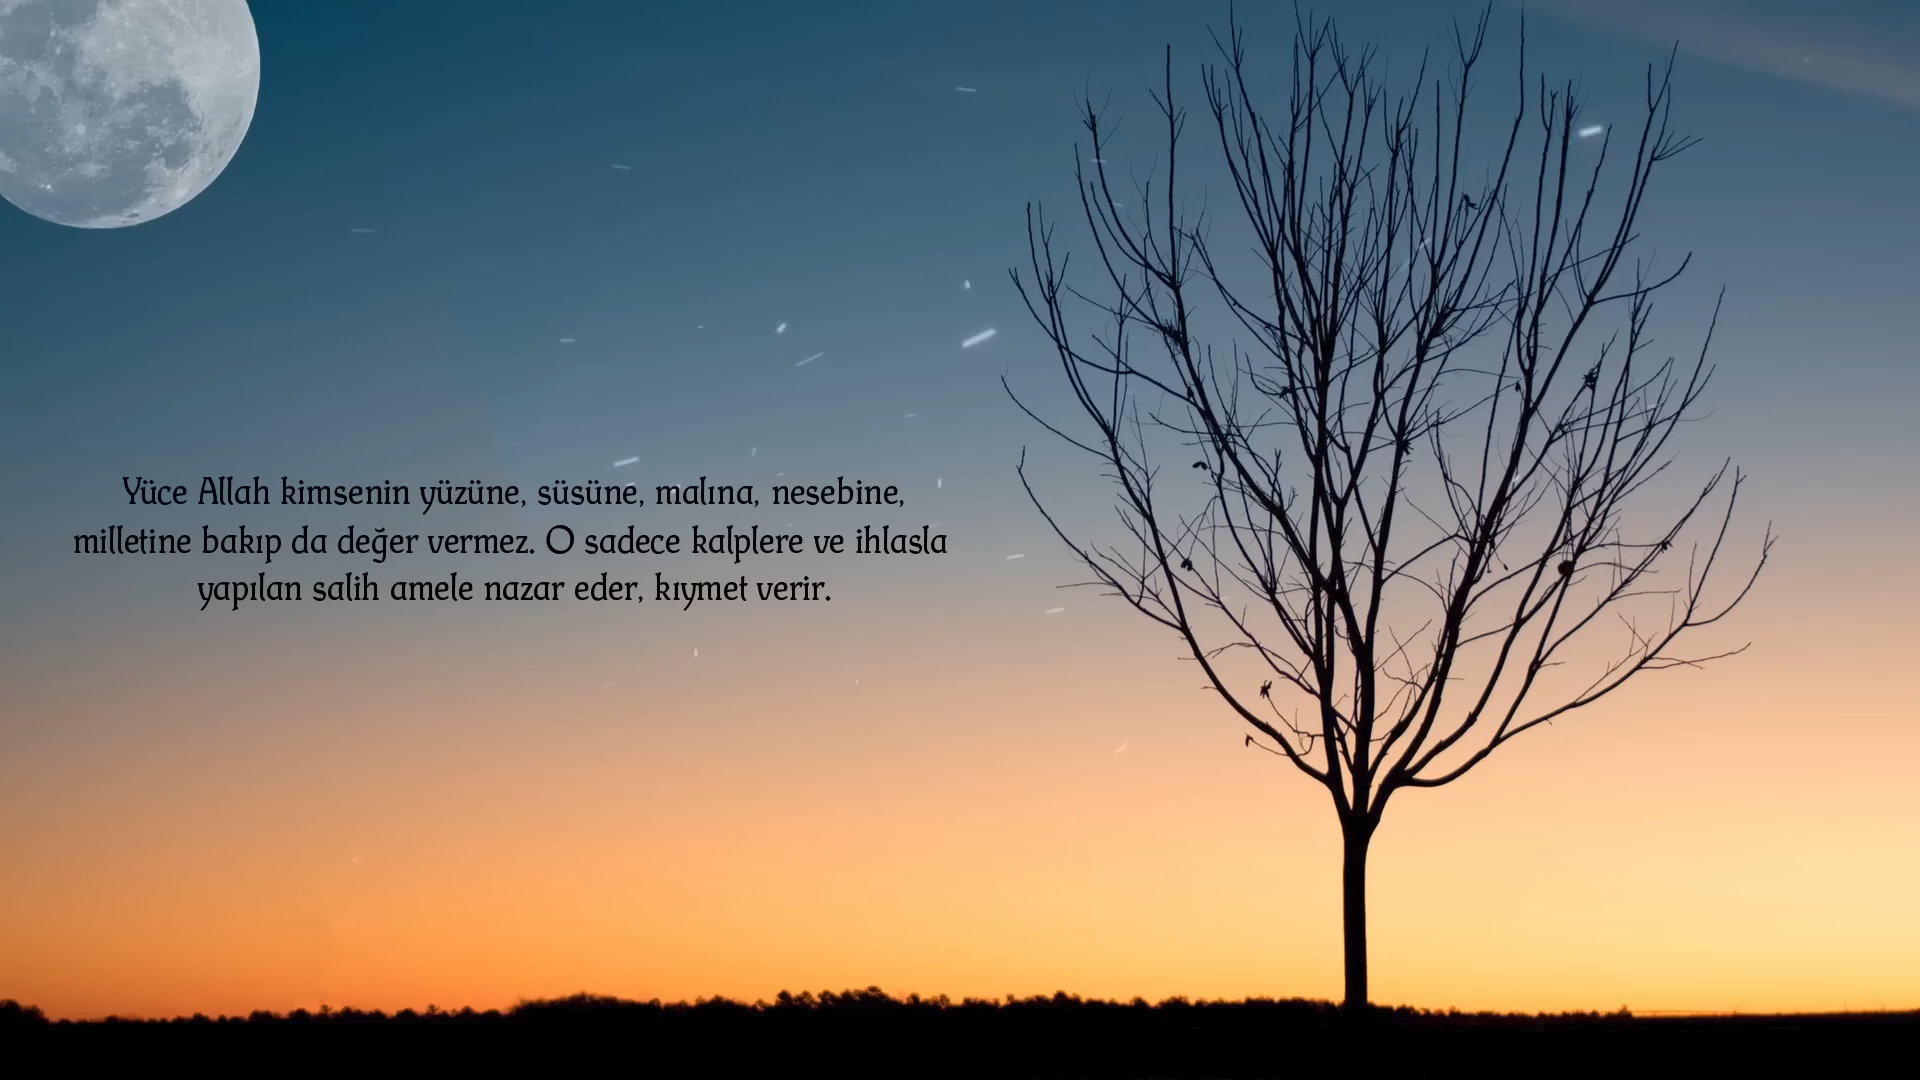 Yüce Allah kimsenin yüzüne, süsüne, malına, nesebine,
milletine bakıp da değer vermez. O sadece kalplere ve ihlasla
yapılan salih amele nazar eder, kıymet verir.